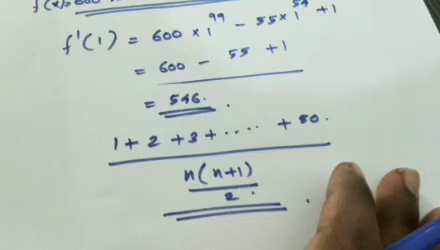 f'(1) = 600 × 1^99 − 55 × 1^54 + 1
= 600 − 55 + 1
= 546.
1 + 2 + 3 + .... + 50.
n(n+1)
2